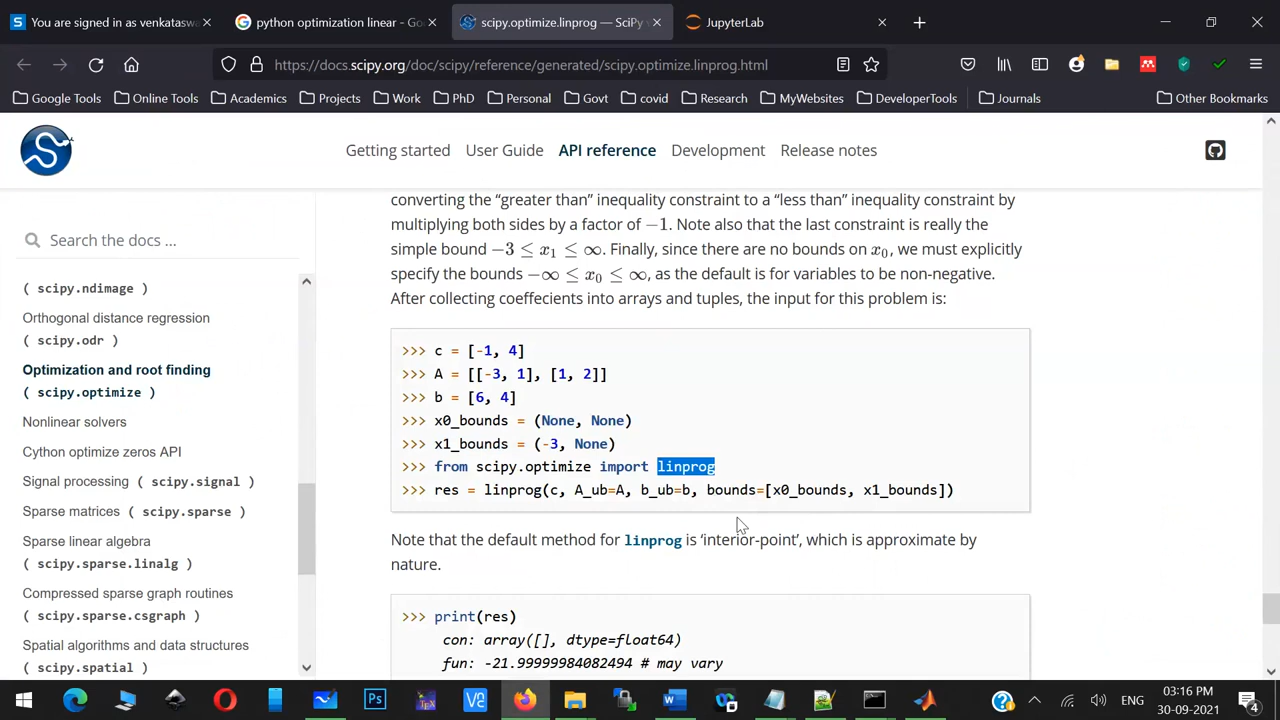 You are signed in as venkatasw
python optimization linear - Go
scipy.optimize.linprog — SciPy
JupyterLab
https://docs.scipy.org/doc/scipy/reference/generated/scipy.optimize.linprog.html
Google Tools
Online Tools
Academics
Projects
Work
PhD
Personal
Govt
covid
Research
MyWebsites
DeveloperTools
Journals
Other Bookmarks
Getting started
User Guide
API reference
Development
Release notes
Search the docs ...
( scipy.ndimage )
Orthogonal distance regression
( scipy.odr )
Optimization and root finding
( scipy.optimize )
Nonlinear solvers
Cython optimize zeros API
Signal processing ( scipy.signal )
Sparse matrices ( scipy.sparse )
Sparse linear algebra
( scipy.sparse.linalg )
Compressed sparse graph routines
( scipy.sparse.csgraph )
Spatial algorithms and data structures
( scipy.spatial )
converting the “greater than” inequality constraint to a “less than” inequality constraint by
multiplying both sides by a factor of −1. Note also that the last constraint is really the
simple bound −3 ≤ x₁ ≤ ∞. Finally, since there are no bounds on x₀, we must explicitly
specify the bounds −∞ ≤ x₀ ≤ ∞, as the default is for variables to be non-negative.
After collecting coeffecients into arrays and tuples, the input for this problem is:
>>> c = [-1, 4]
>>> A = [[-3, 1], [1, 2]]
>>> b = [6, 4]
>>> x0_bounds = (None, None)
>>> x1_bounds = (-3, None)
>>> from scipy.optimize import linprog
>>> res = linprog(c, A_ub=A, b_ub=b, bounds=[x0_bounds, x1_bounds])
Note that the default method for linprog is ‘interior-point’, which is approximate by
nature.
>>> print(res)
con: array([], dtype=float64)
fun: -21.99999984082494 # may vary
ENG
03:16 PM
30-09-2021
4